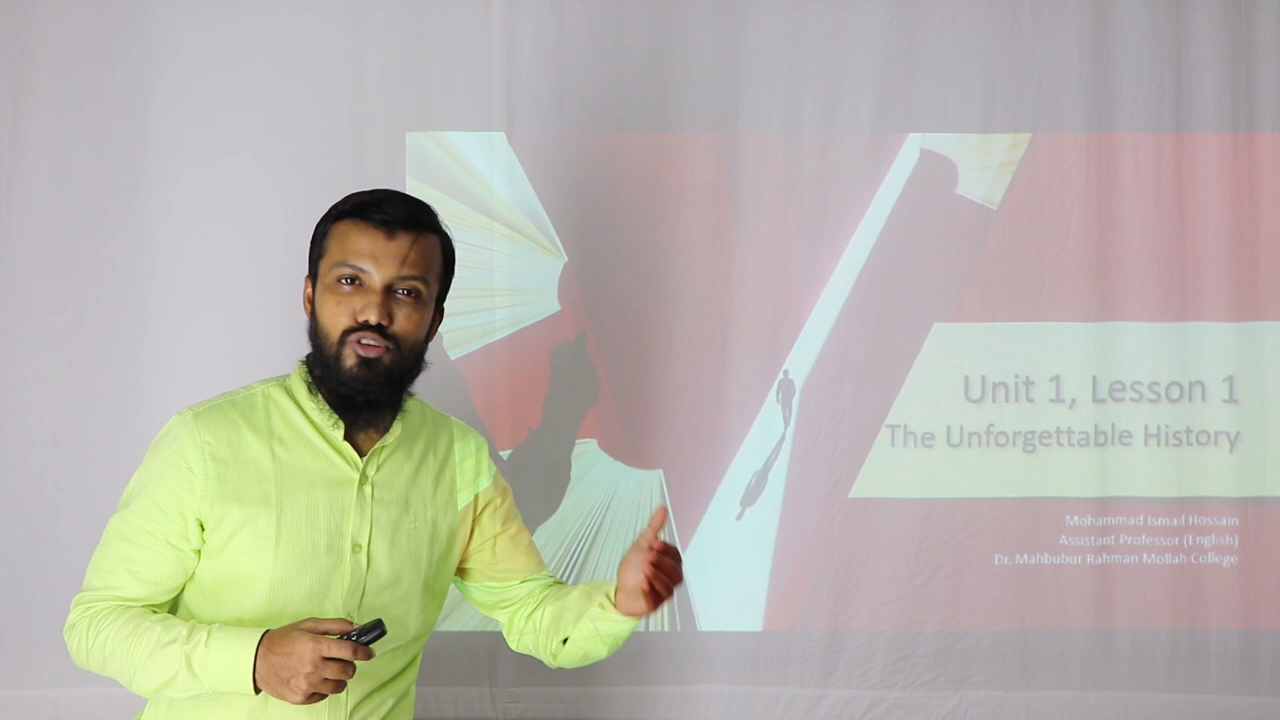 Unit 1, Lesson 1
The Unforgettable History
Mohammad Ismail Hossain
Assistant Professor (English)
Dr. Mahbubur Rahman Mollah College